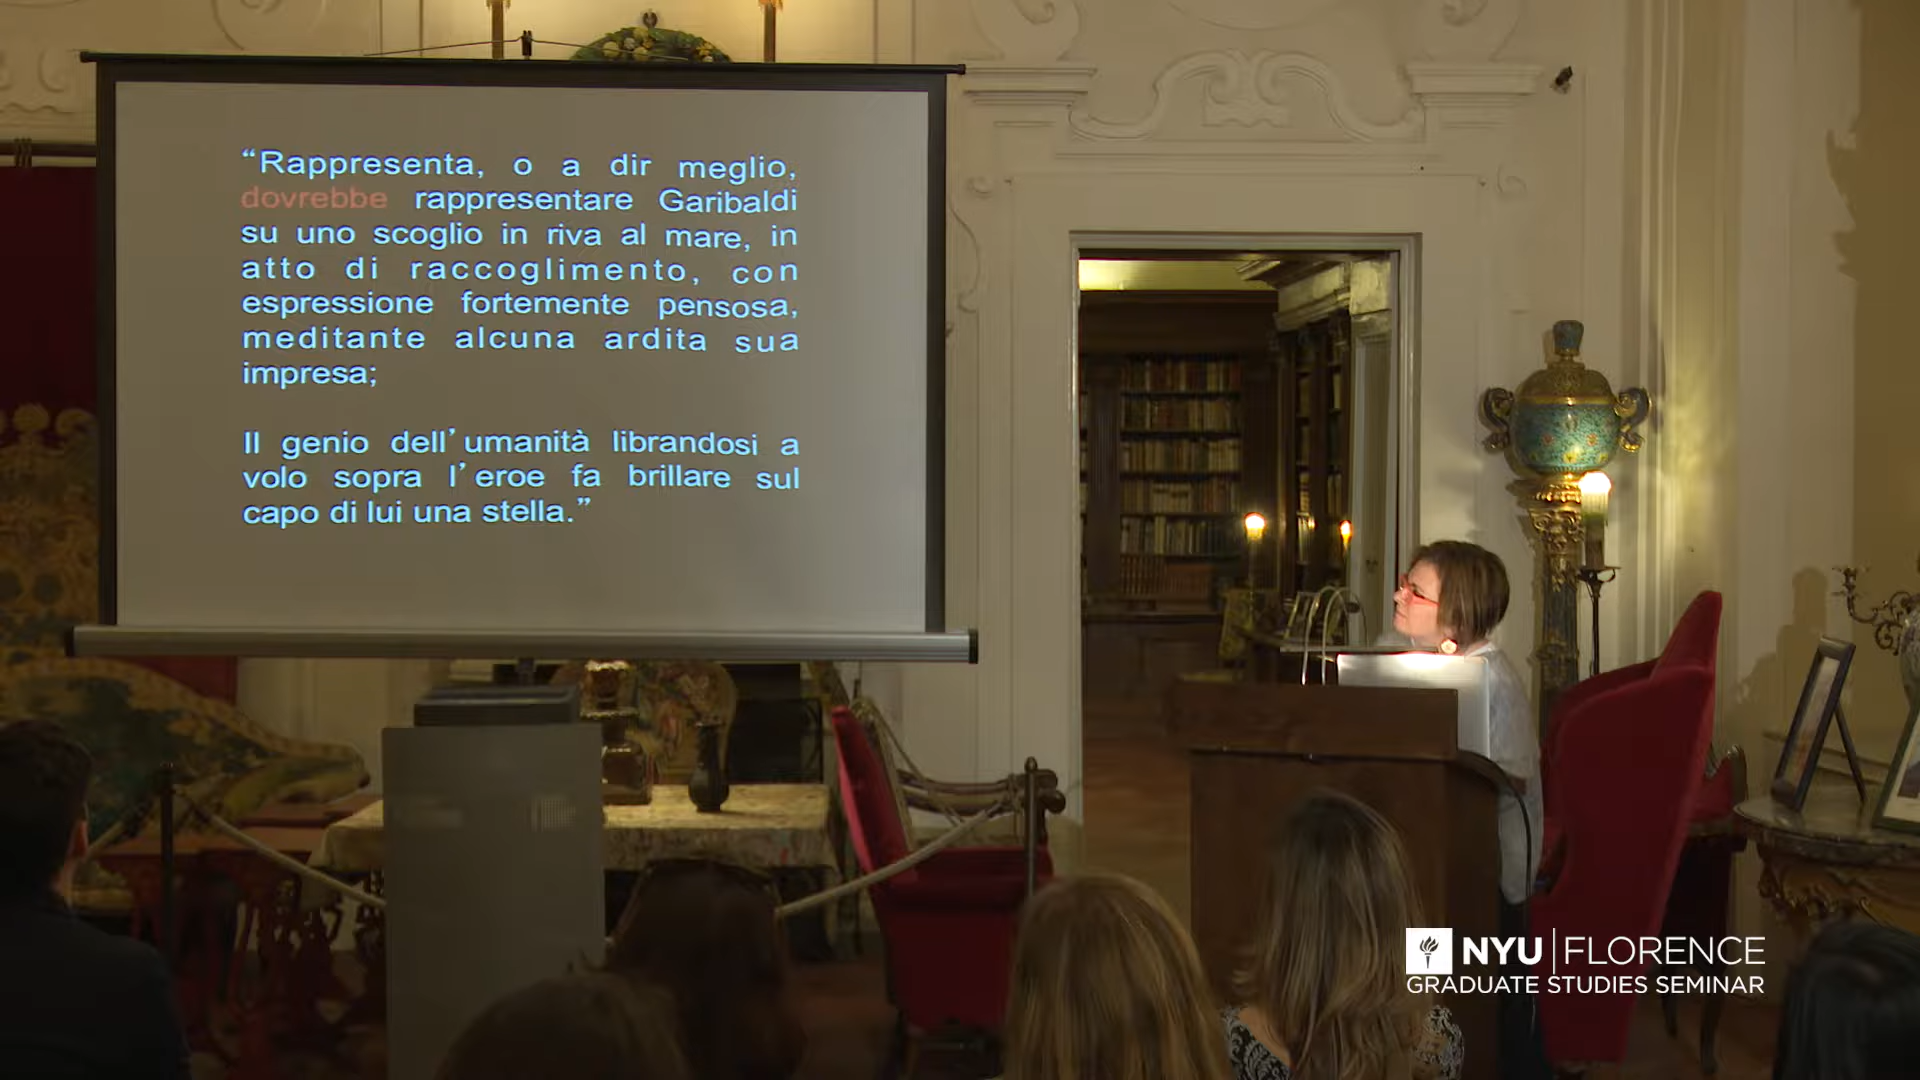 “Rappresenta, o a dir meglio,
dovrebbe rappresentare Garibaldi
su uno scoglio in riva al mare, in
atto di raccoglimento, con
espressione fortemente pensosa,
meditante alcuna ardita sua
impresa;
Il genio dell’umanità librandosi a
volo sopra l’eroe fa brillare sul
capo di lui una stella.”
NYU FLORENCE
GRADUATE STUDIES SEMINAR